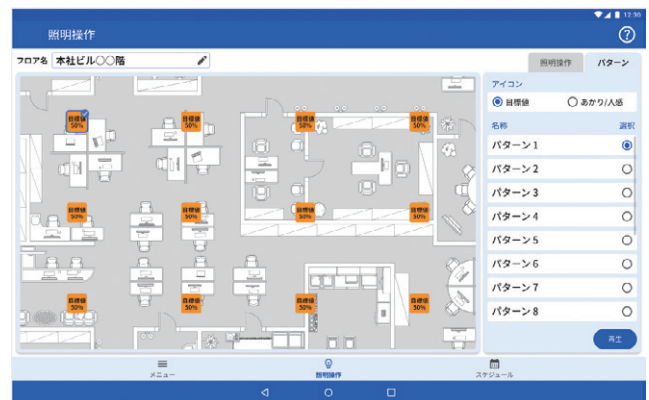 12:30
照明操作
?
フロア名 本社ビル○○階
照明操作 パターン
アイコン
目標値 あかり/人感
名称 選択
パターン 1
パターン 2
パターン 3
パターン 4
パターン 5
パターン 6
パターン 7
パターン 8
再生
目標値
50%
目標値
50%
目標値
50%
目標値
50%
目標値
50%
目標値
50%
目標値
50%
目標値
50%
目標値
50%
目標値
50%
目標値
50%
目標値
50%
メニュー 照明操作 スケジュール